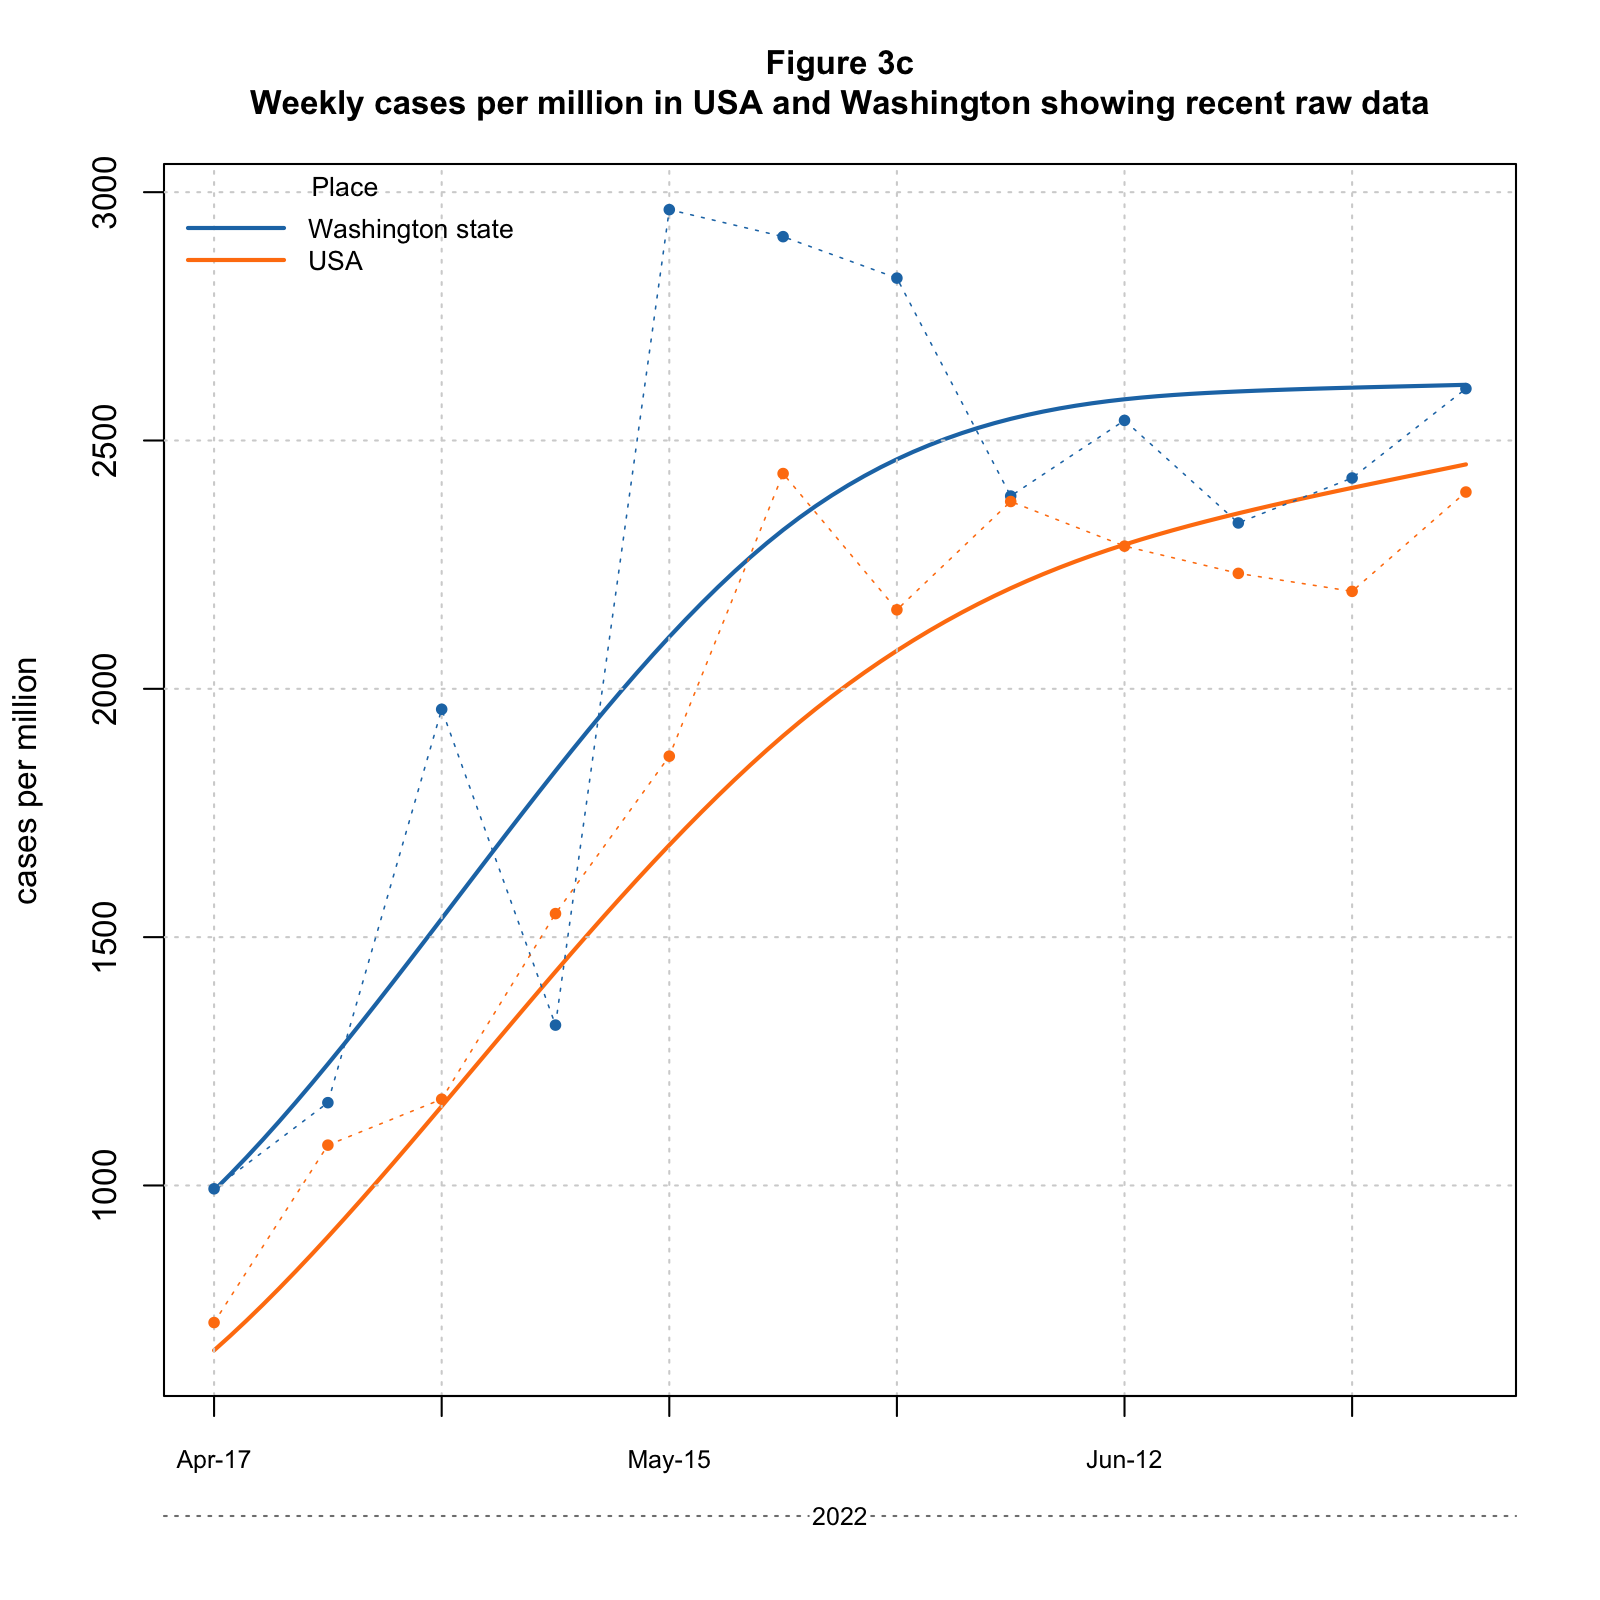 Figure 3c
Weekly cases per million in USA and Washington showing recent raw data
Place
Washington state
USA
cases per million
3000
2500
2000
1500
1000
Apr-17
May-15
Jun-12
2022